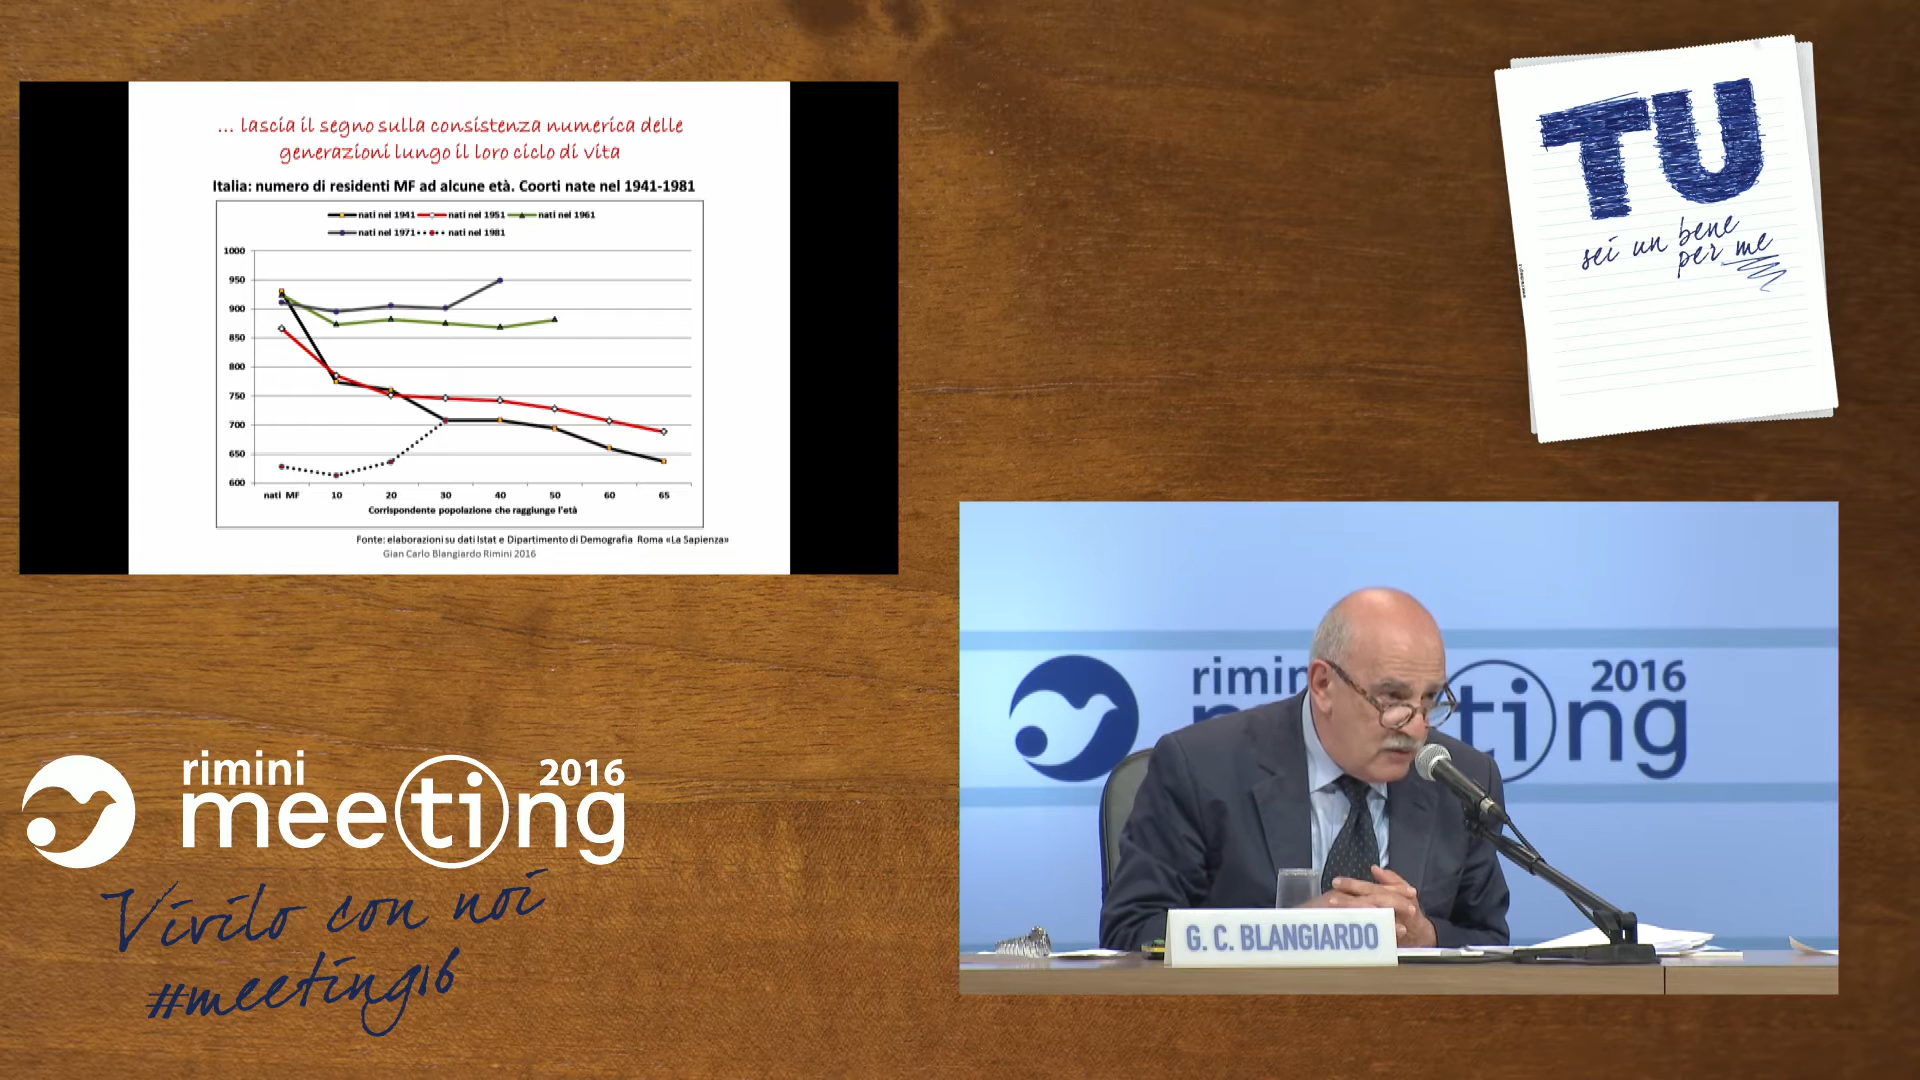 … lascia il segno sulla consistenza numerica delle
generazioni lungo il loro ciclo di vita
Italia: numero di residenti MF ad alcune età. Coorti nate nel 1941-1981
nati nel 1941 nati nel 1951 nati nel 1961
nati nel 1971 nati nel 1981
1000
950
900
850
800
750
700
650
600
nati MF 10 20 30 40 50 60 65
Corrispondente popolazione che raggiunge l'età
Fonte: elaborazioni su dati Istat e Dipartimento di Demografia Roma «La Sapienza»
Gian Carlo Blangiardo Rimini 2016
TU
sei un bene
per me
rimini 2016
meeting
Vivilo con noi
#meeting16
rimin 2016
ting
G. C. BLANGIARDO